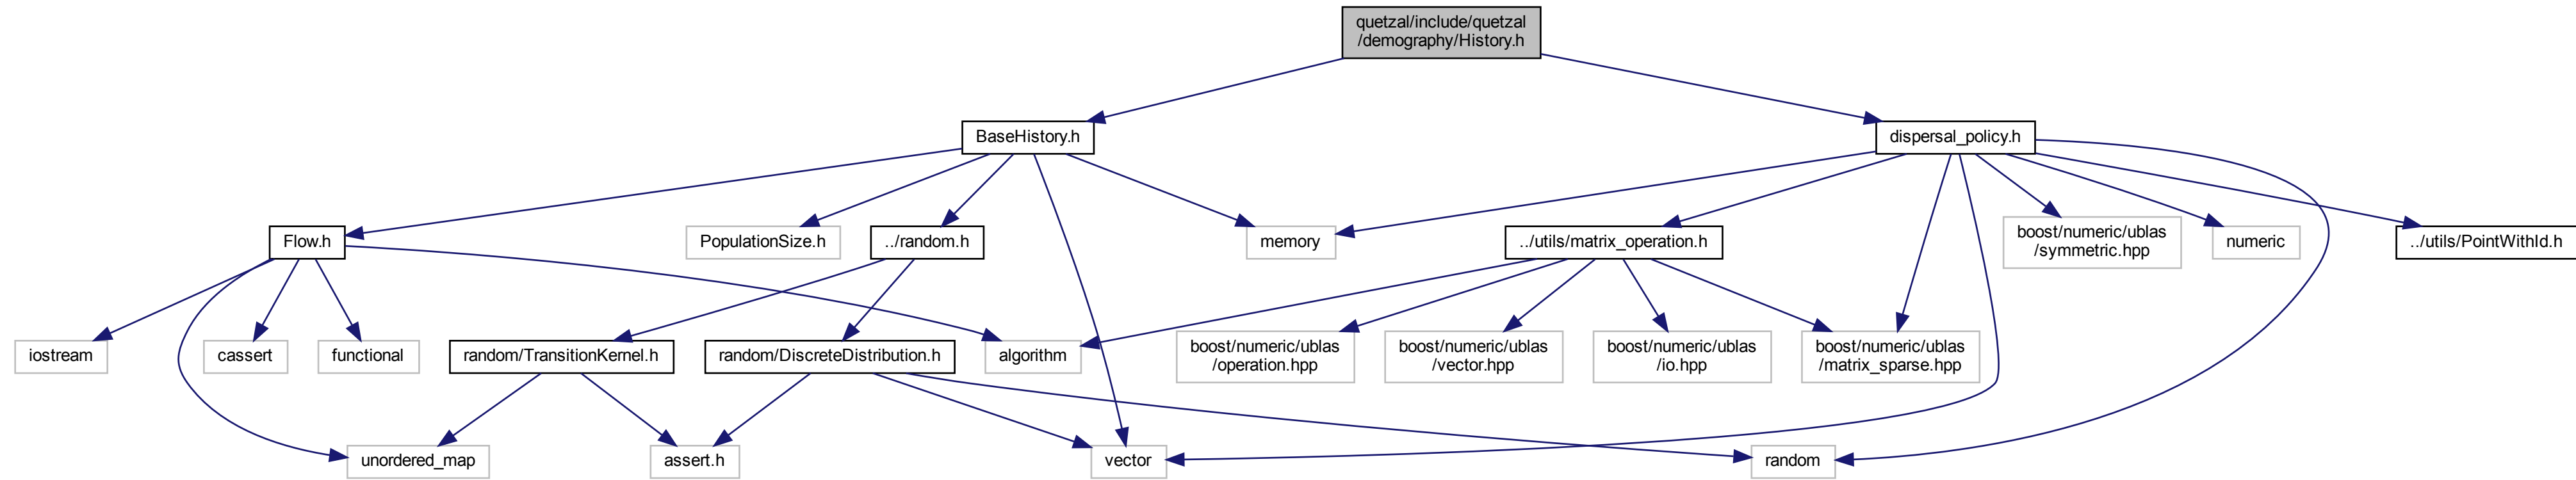 quetzal/include/quetzal
/demography/History.h
BaseHistory.h
dispersal_policy.h
Flow.h
PopulationSize.h
../random.h
memory
../utils/matrix_operation.h
boost/numeric/ublas
/symmetric.hpp
numeric
../utils/PointWithId.h
iostream
cassert
functional
random/TransitionKernel.h
random/DiscreteDistribution.h
algorithm
boost/numeric/ublas
/operation.hpp
boost/numeric/ublas
/vector.hpp
boost/numeric/ublas
/io.hpp
boost/numeric/ublas
/matrix_sparse.hpp
unordered_map
assert.h
vector
random